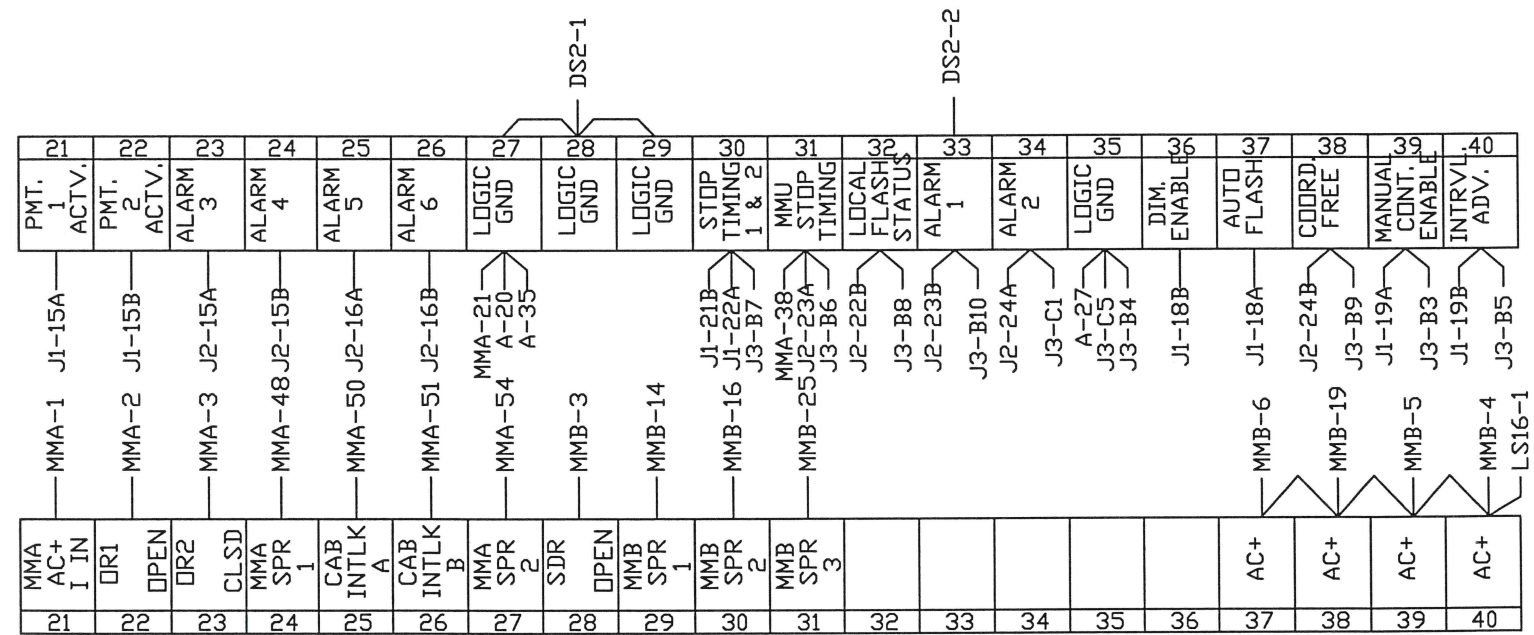 DS2-1
DS2-2
21 22 23 24 25 26 27 28 29 30 31 32 33 34 35 36 37 38 39 40
PMT.
1
ACTV.
PMT.
2
ACTV.
ALARM
3
ALARM
4
ALARM
5
ALARM
6
LOGIC
GND
LOGIC
GND
LOGIC
GND
STOP
TIMING
1 & 2
MMU
STOP
TIMING
LOCAL
FLASH
STATUS
ALARM
1
ALARM
2
LOGIC
GND
DIM.
ENABLE
AUTO
FLASH
COORD.
FREE
MANUAL
CONT.
ENABLE
INTRVL.
ADV.
J1-15A
J1-15B
J2-15A
J2-15B
J2-16A
J2-16B
MMA-21
A-20
A-35
J1-21B
J1-22A
J3-B7
MMA-38
J2-23A
J3-B6
J2-22B
J3-B8
J2-23B
J3-B10
J2-24A
J3-C1
A-27
J3-C5
J3-B4
J1-18B
J1-18A
J2-24B
J3-B9
J1-19A
J3-B3
J1-19B
J3-B5
MMA-1
MMA-2
MMA-3
MMA-48
MMA-50
MMA-51
MMA-54
MMB-3
MMB-14
MMB-16
MMB-25
MMB-6
MMB-19
MMB-5
MMB-4
LS16-1
MMA
AC+
I IN
OR1
OPEN
OR2
CLSD
MMA
SPR
1
CAB
INTLK
A
CAB
INTLK
B
MMA
SPR
2
SDR
OPEN
MMB
SPR
1
MMB
SPR
2
MMB
SPR
3
AC+
AC+
AC+
AC+
21 22 23 24 25 26 27 28 29 30 31 32 33 34 35 36 37 38 39 40